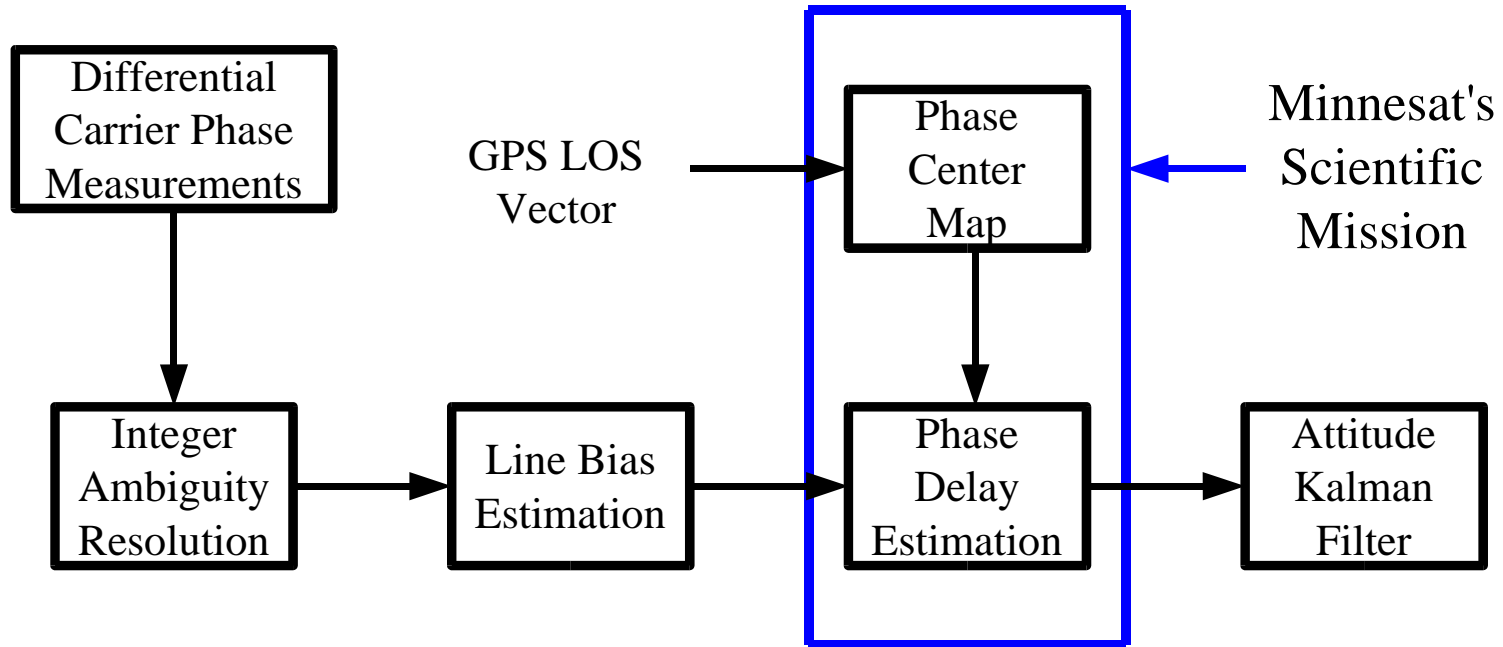 Differential
Carrier Phase
Measurements
GPS LOS
Vector
Phase
Center
Map
Minnesat's
Scientific
Mission
Integer
Ambiguity
Resolution
Line Bias
Estimation
Phase
Delay
Estimation
Attitude
Kalman
Filter